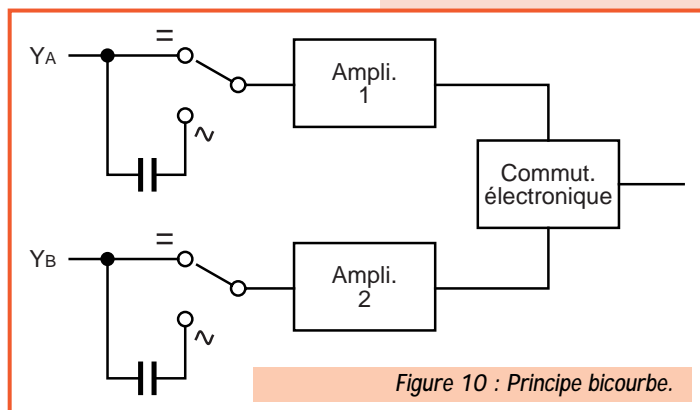 YA
=
Ampli.
1
~
Commut.
électronique
YB
=
Ampli.
2
~
Figure 10 : Principe bicourbe.